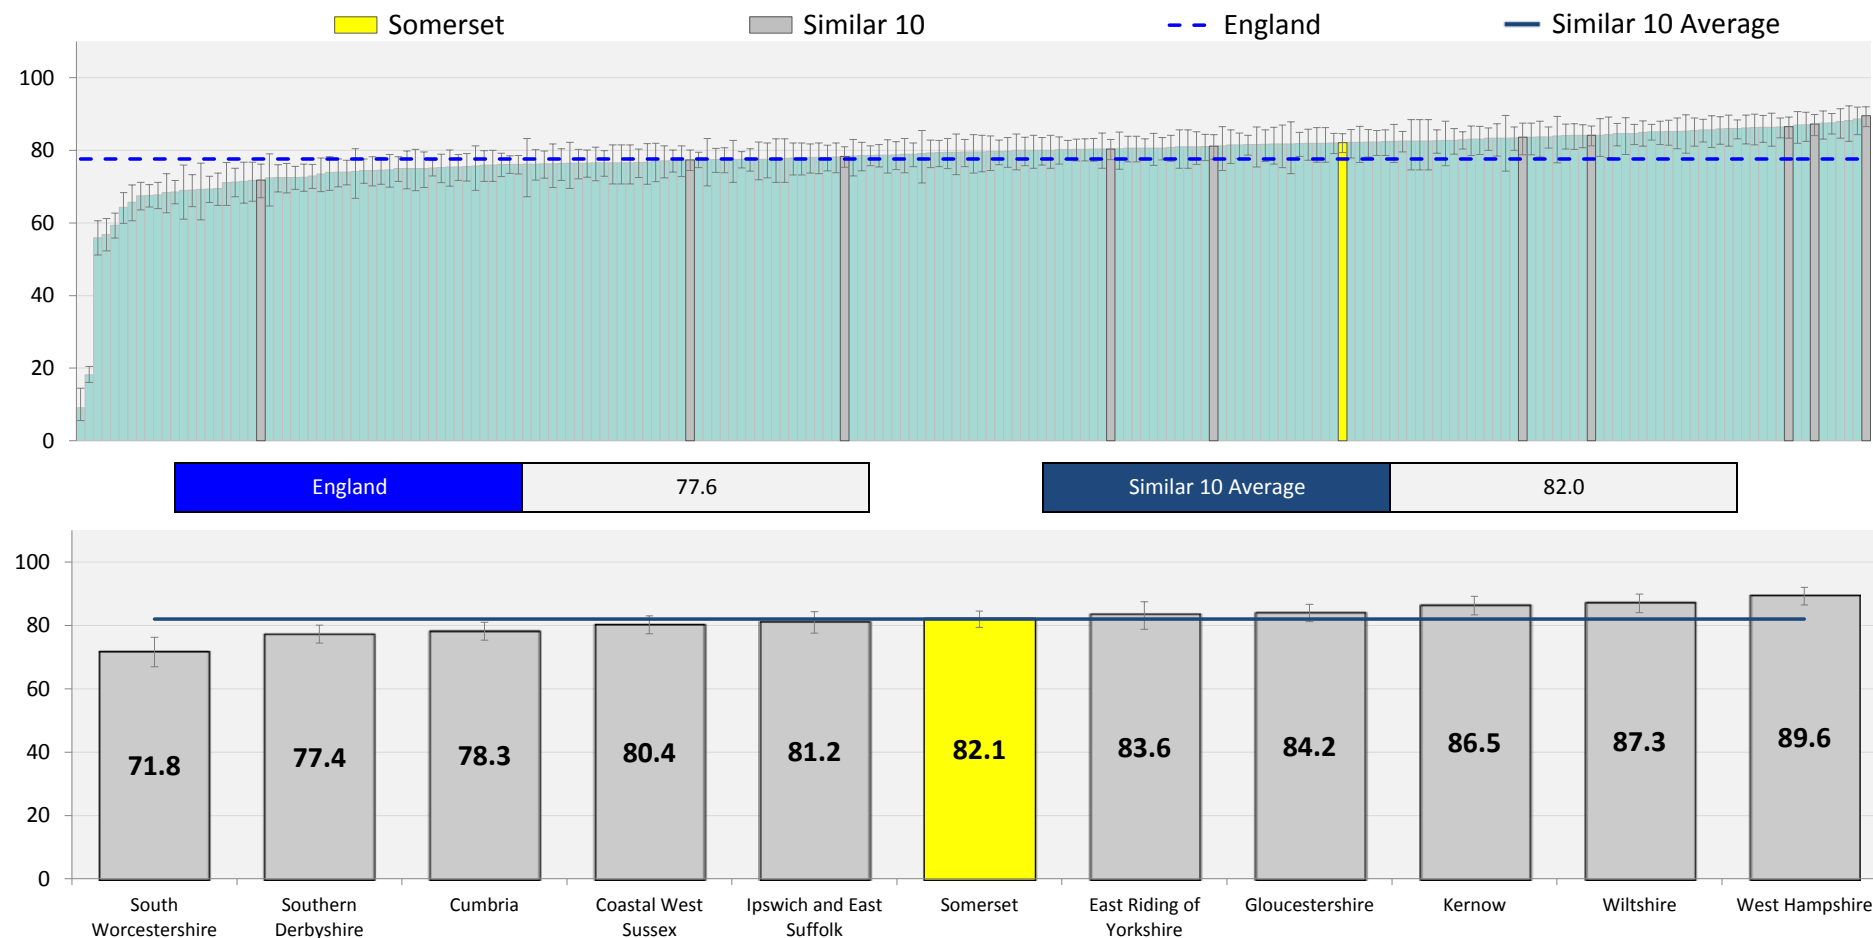 Somerset
Similar 10
England
Similar 10 Average
100
80
60
40
20
0
England
77.6
Similar 10 Average
82.0
100
80
60
40
20
0
71.8
77.4
78.3
80.4
81.2
82.1
83.6
84.2
86.5
87.3
89.6
South
Worcestershire
Southern
Derbyshire
Cumbria
Coastal West
Sussex
Ipswich and East
Suffolk
Somerset
East Riding of
Yorkshire
Gloucestershire
Kernow
Wiltshire
West Hampshire